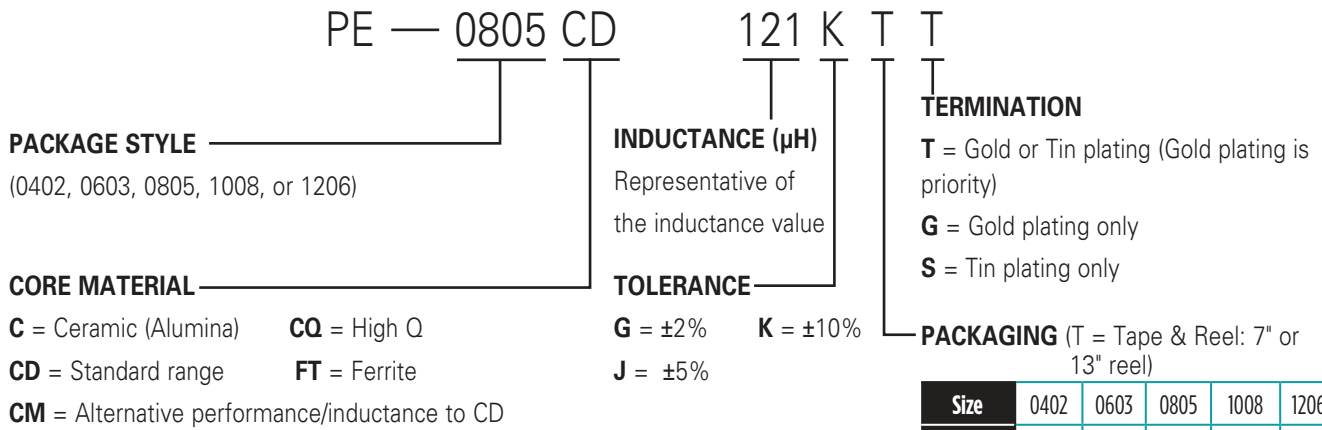 PE — 0805 CD 121 K T T
PACKAGE STYLE
(0402, 0603, 0805, 1008, or 1206)
CORE MATERIAL
C = Ceramic (Alumina) CQ = High Q
CD = Standard range FT = Ferrite
CM = Alternative performance/inductance to CD
INDUCTANCE (µH)
Representative of
the inductance value
TOLERANCE
G = ±2% K = ±10%
J = ±5%
TERMINATION
T = Gold or Tin plating (Gold plating is
priority)
G = Gold plating only
S = Tin plating only
PACKAGING (T = Tape & Reel: 7" or
13" reel)
Size 0402 0603 0805 1008 1206